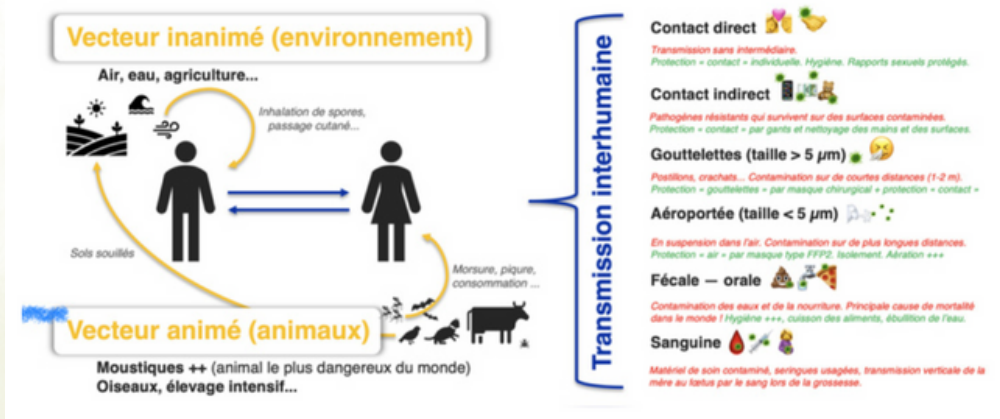 Vecteur inanimé (environnement)
Air, eau, agriculture...
Inhalation de spores,
passage cutané...
Sols souillés
Morsure, piqure,
consommation ...
Vecteur animé (animaux)
Moustiques ++ (animal le plus dangereux du monde)
Oiseaux, élevage intensif...
Transmission interhumaine
Contact direct
Transmission sans intermédiaire.
Protection « contact » individuelle. Hygiène. Rapports sexuels protégés.
Contact indirect
Pathogènes résistants qui survivent sur des surfaces contaminées.
Protection « contact » par gants et nettoyage des mains et des surfaces.
Gouttelettes (taille > 5 µm)
Postillons, crachats... Contamination sur de courtes distances (1-2 m).
Protection « gouttelettes » par masque chirurgical + protection « contact »
Aéroportée (taille < 5 µm)
En suspension dans l'air. Contamination sur de plus longues distances.
Protection « air » par masque type FFP2. Isolement. Aération +++
Fécale — orale
Contamination des eaux et de la nourriture. Principale cause de mortalité
dans le monde ! Hygiène +++, cuisson des aliments, ébullition de l'eau.
Sanguine
Matériel de soin contaminé, seringues usagées, transmission verticale de la
mère au fœtus par le sang lors de la grossesse.